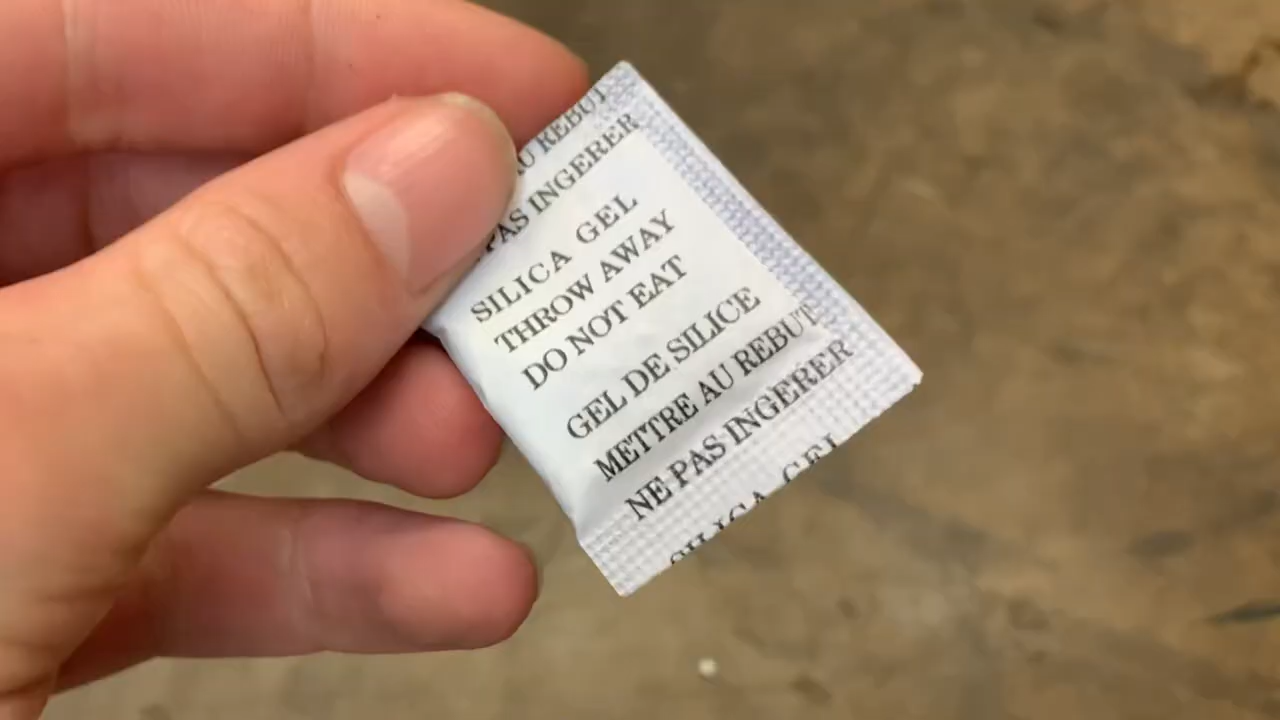 AU REBUT
PAS INGERER
SILICA GEL
THROW AWAY
DO NOT EAT
GEL DE SILICE
METTRE AU REBUT
NE PAS INGERER
SILICA GEL